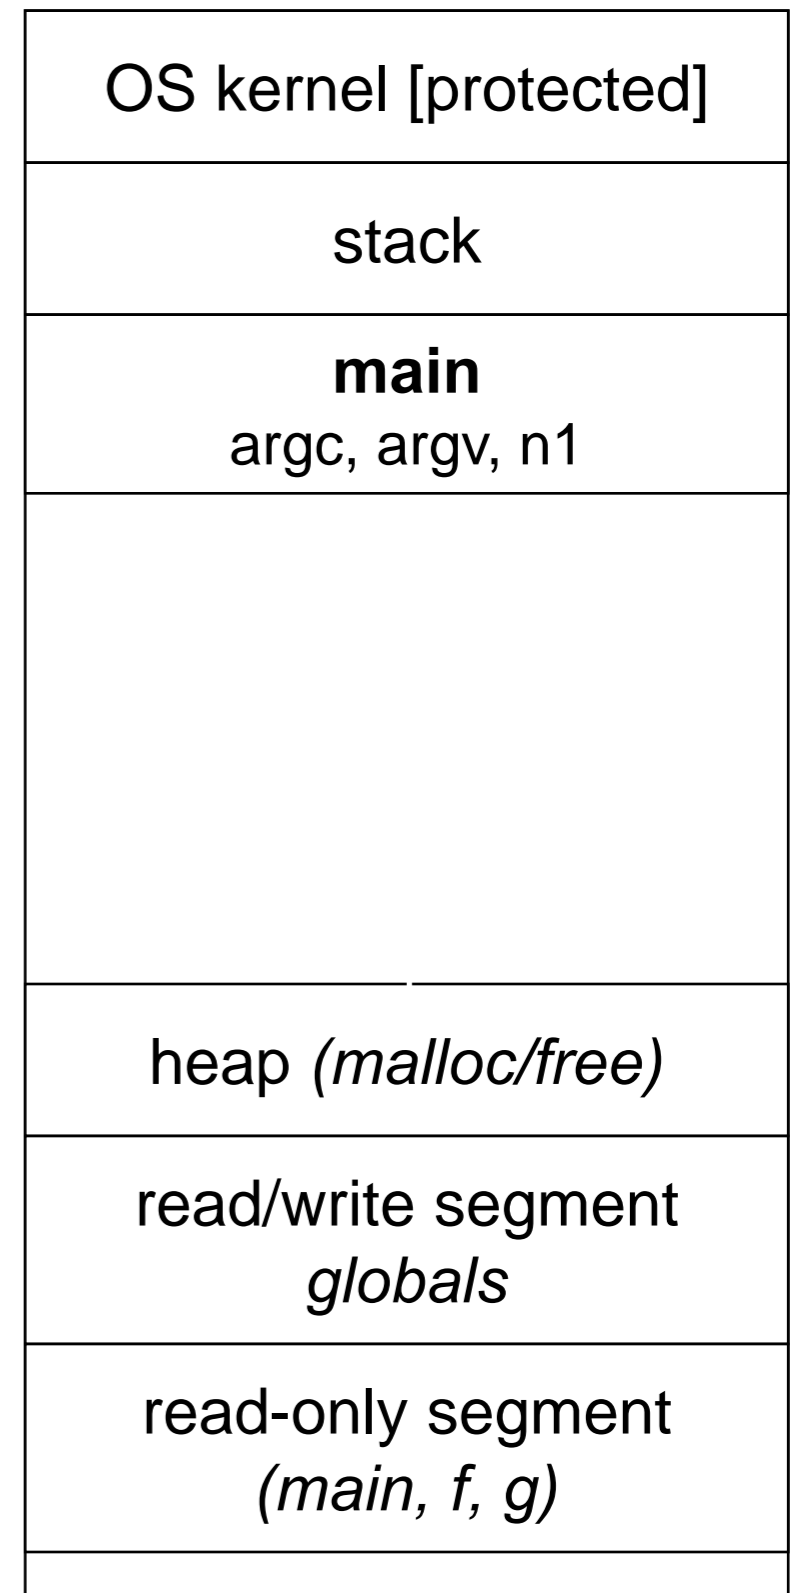 OS kernel [protected]
stack
main
argc, argv, n1
heap (malloc/free)
read/write segment
globals
read-only segment
(main, f, g)